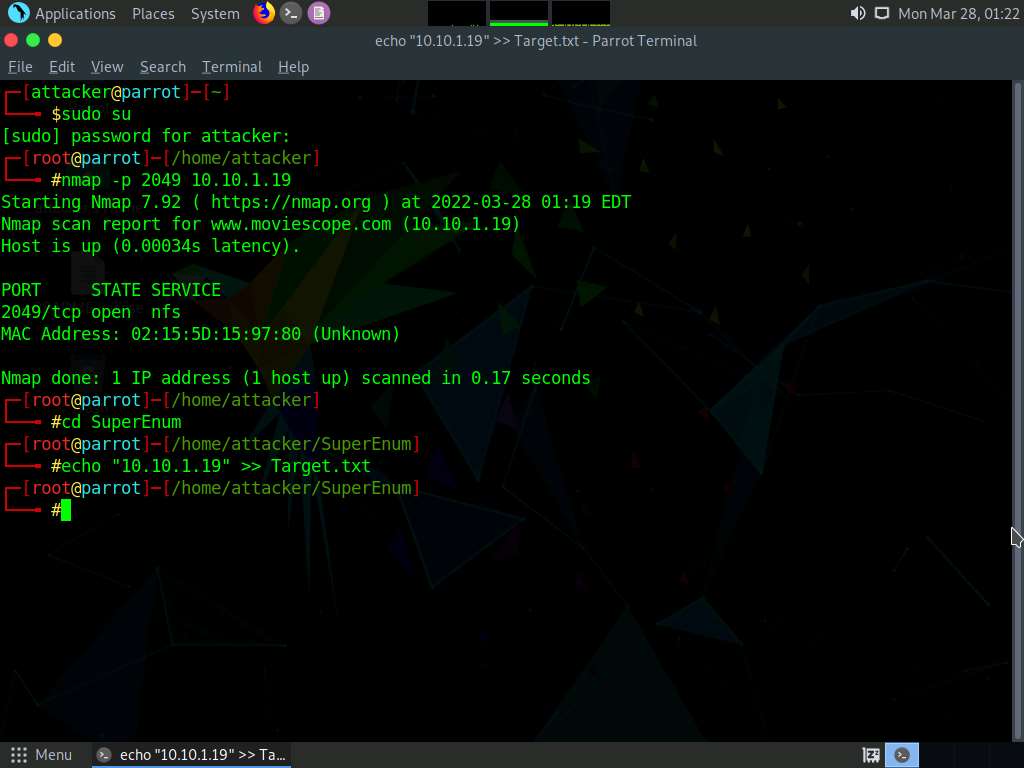 Applications Places System Mon Mar 28, 01:22
echo "10.10.1.19" >> Target.txt - Parrot Terminal
File Edit View Search Terminal Help
┌─[attacker@parrot]─[~]
└──╼ $sudo su
[sudo] password for attacker:
┌─[root@parrot]─[/home/attacker]
└──╼ #nmap -p 2049 10.10.1.19
Starting Nmap 7.92 ( https://nmap.org ) at 2022-03-28 01:19 EDT
Nmap scan report for www.moviescope.com (10.10.1.19)
Host is up (0.00034s latency).
PORT     STATE SERVICE
2049/tcp open  nfs
MAC Address: 02:15:5D:15:97:80 (Unknown)
Nmap done: 1 IP address (1 host up) scanned in 0.17 seconds
┌─[root@parrot]─[/home/attacker]
└──╼ #cd SuperEnum
┌─[root@parrot]─[/home/attacker/SuperEnum]
└──╼ #echo "10.10.1.19" >> Target.txt
┌─[root@parrot]─[/home/attacker/SuperEnum]
└──╼ #
Menu echo "10.10.1.19" >> Ta...